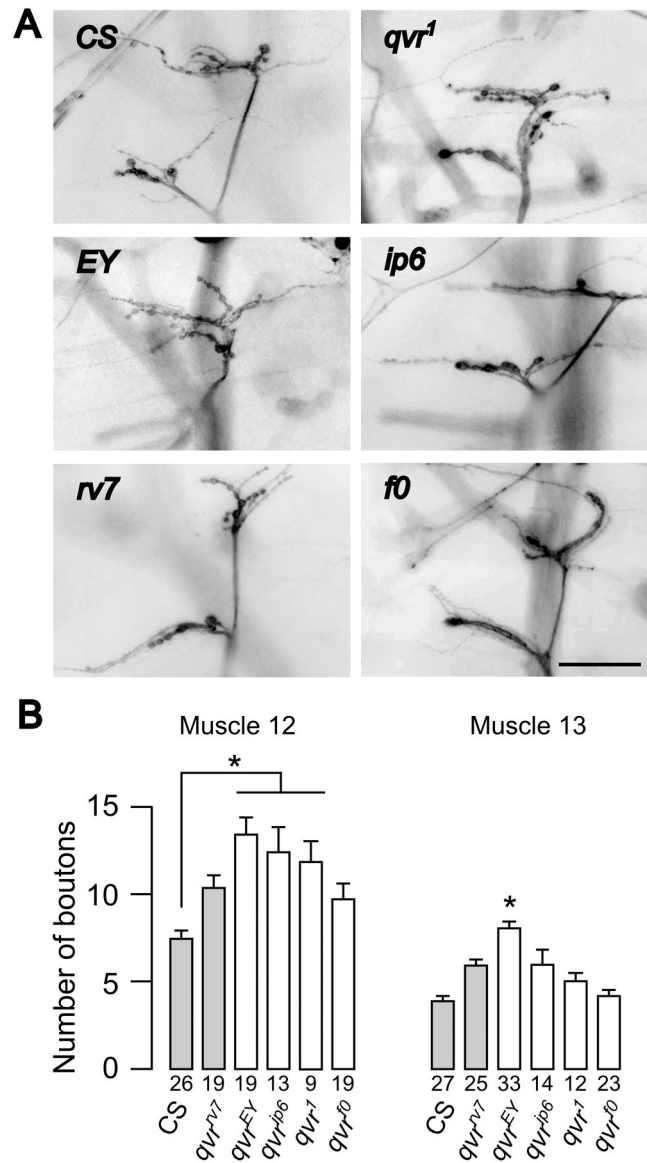 A
CS
qvr1
EY
ip6
rv7
f0
B
Muscle 12
Muscle 13
*
15
10
5
0
Number of boutons
*
26 19 19 13 9 19
27 25 33 14 12 23
CS qvrrv7 qvrEY qvrip6 qvr1 qvrf0
CS qvrrv7 qvrEY qvrip6 qvr1 qvrf0